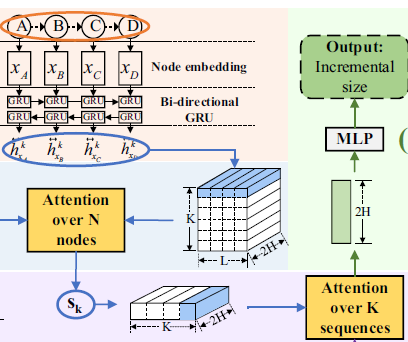 A B C D
x_A x_B x_C x_D
Node embedding
GRU GRU GRU GRU
GRU GRU GRU GRU
Bi-directional
GRU
h^k_{x_A} h^k_{x_B} h^k_{x_C} h^k_{x_D}
Attention
over N
nodes
K
L
2H
s_k
K
2H
Output:
Incremental
size
MLP
(
2H
Attention
over K
sequences